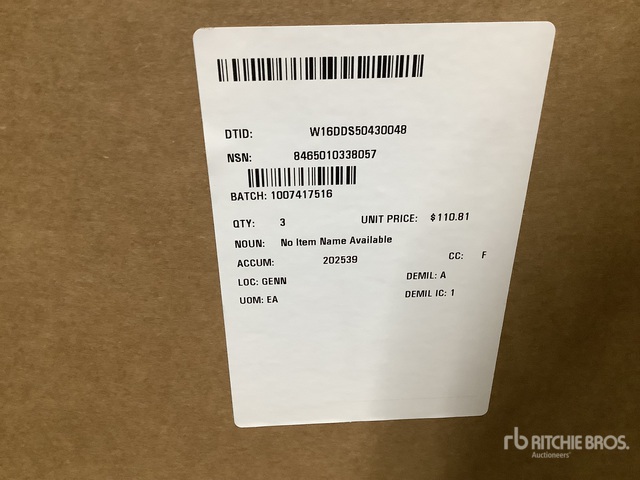 DTID: W16DDS50430048
NSN: 8465010338057
BATCH: 1007417516
QTY: 3 UNIT PRICE: $110.81
NOUN: No Item Name Available
ACCUM: 202539 CC: F
LOC: GENN DEMIL: A
UOM: EA DEMIL IC: 1
rb RITCHIE BROS.
Auctioneers